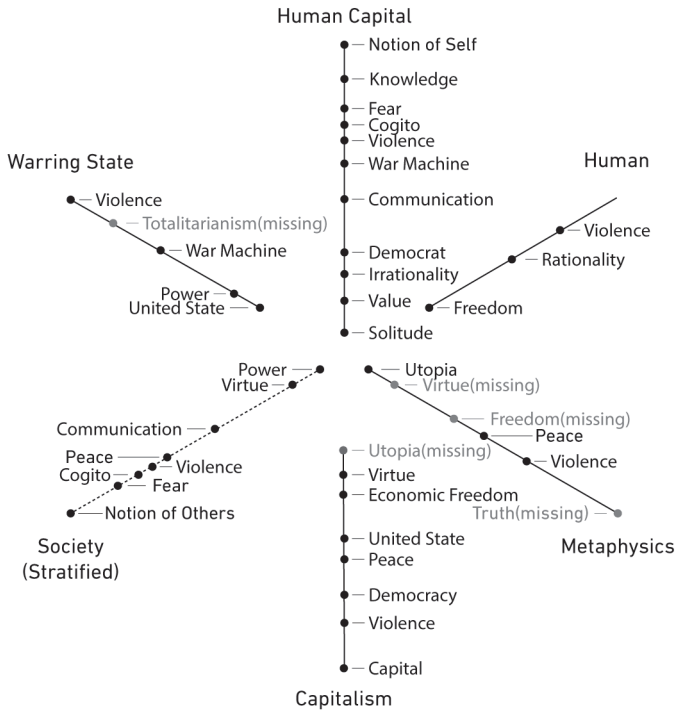 Human Capital
Notion of Self
Knowledge
Fear
Cogito
Violence
War Machine
Communication
Democrat
Irrationality
Value
Solitude
Warring State
Violence
Totalitarianism(missing)
War Machine
Power
United State
Human
Violence
Rationality
Freedom
Power
Virtue
Communication
Peace
Violence
Cogito
Fear
Notion of Others
Society
(Stratified)
Utopia
Virtue(missing)
Freedom(missing)
Peace
Violence
Truth(missing)
Metaphysics
Utopia(missing)
Virtue
Economic Freedom
United State
Peace
Democracy
Violence
Capital
Capitalism